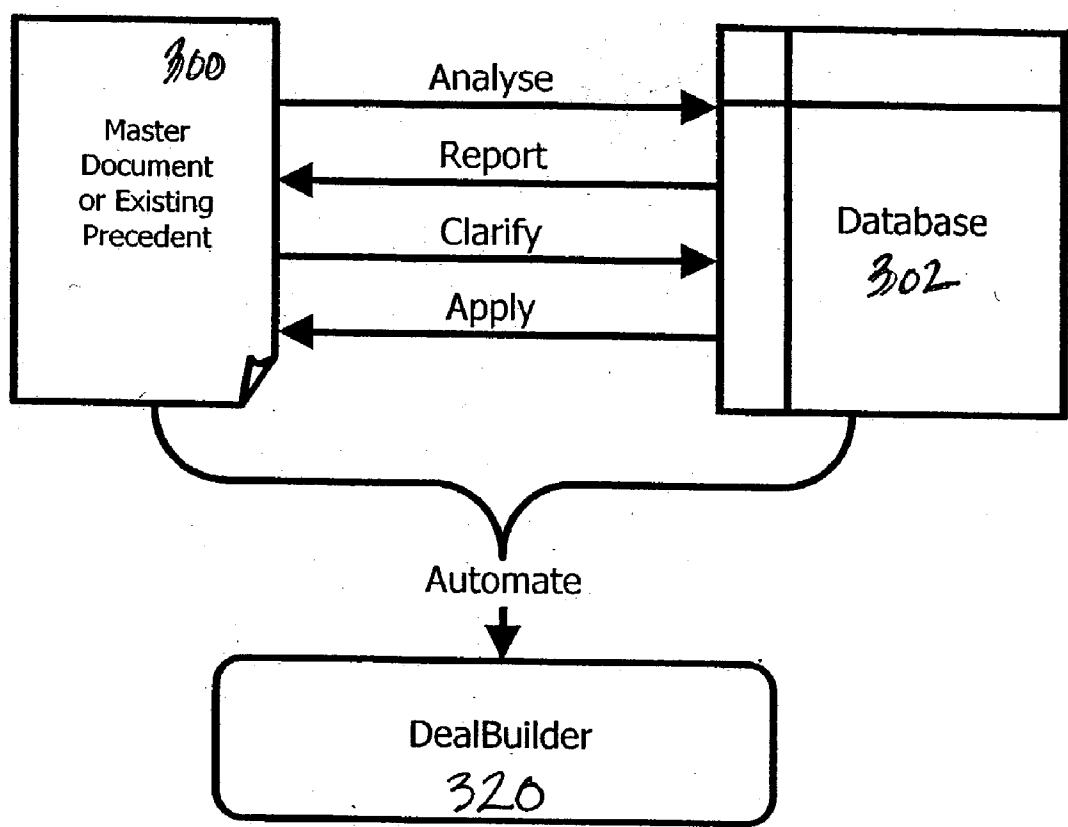 300
Master
Document
or Existing
Precedent
Analyse
Report
Clarify
Apply
Database
302
Automate
DealBuilder
320